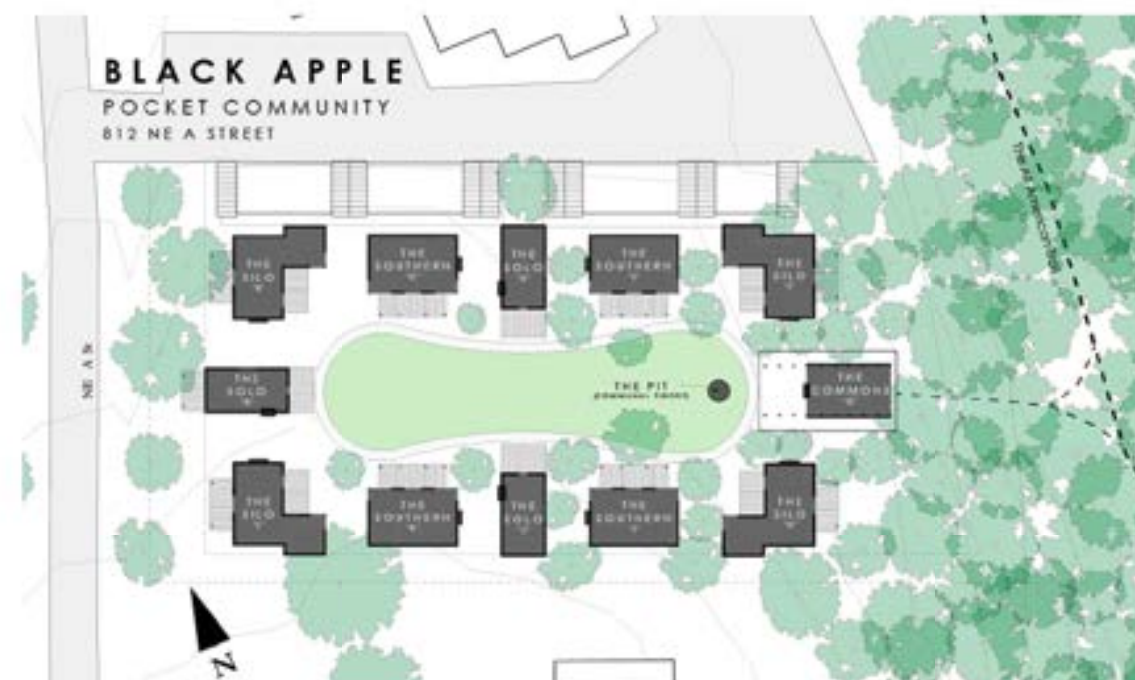 BLACK APPLE
POCKET COMMUNITY
812 NE A STREET
THE
SILO
THE
SOUTHERN
THE
SOLO
THE
SOUTHERN
THE
SILO
NE A St
THE
SOLO
THE PIT
THE
COMMONS
THE
SILO
THE
SOUTHERN
THE
SOLO
THE
SOUTHERN
THE
SILO
N